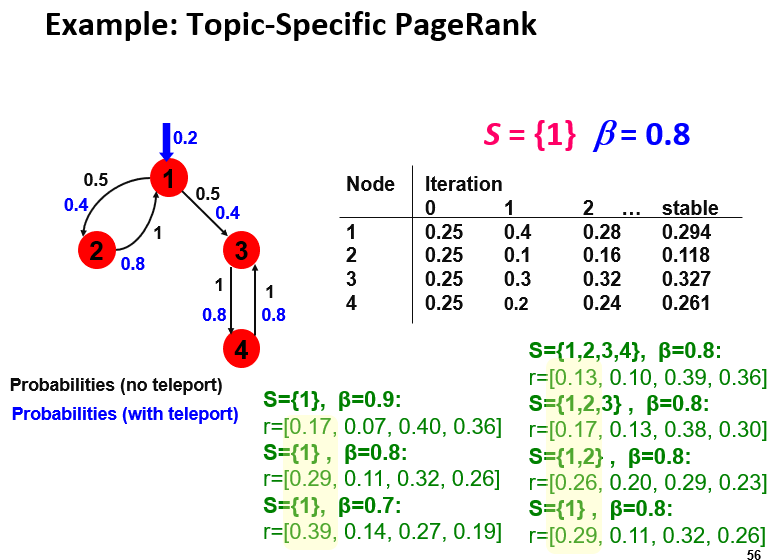 Example: Topic-Specific PageRank
S = {1} β = 0.8
0.2
1
0.5
0.4
0.5
0.4
1
0.8
2
3
1
0.8
1
0.8
4
Probabilities (no teleport)
Probabilities (with teleport)
Node Iteration
0 1 2 … stable
1 0.25 0.4 0.28 0.294
2 0.25 0.1 0.16 0.118
3 0.25 0.3 0.32 0.327
4 0.25 0.2 0.24 0.261
S={1}, β=0.9:
r=[0.17, 0.07, 0.40, 0.36]
S={1} , β=0.8:
r=[0.29, 0.11, 0.32, 0.26]
S={1}, β=0.7:
r=[0.39, 0.14, 0.27, 0.19]
S={1,2,3,4}, β=0.8:
r=[0.13, 0.10, 0.39, 0.36]
S={1,2,3} , β=0.8:
r=[0.17, 0.13, 0.38, 0.30]
S={1,2} , β=0.8:
r=[0.26, 0.20, 0.29, 0.23]
S={1} , β=0.8:
r=[0.29, 0.11, 0.32, 0.26]
56